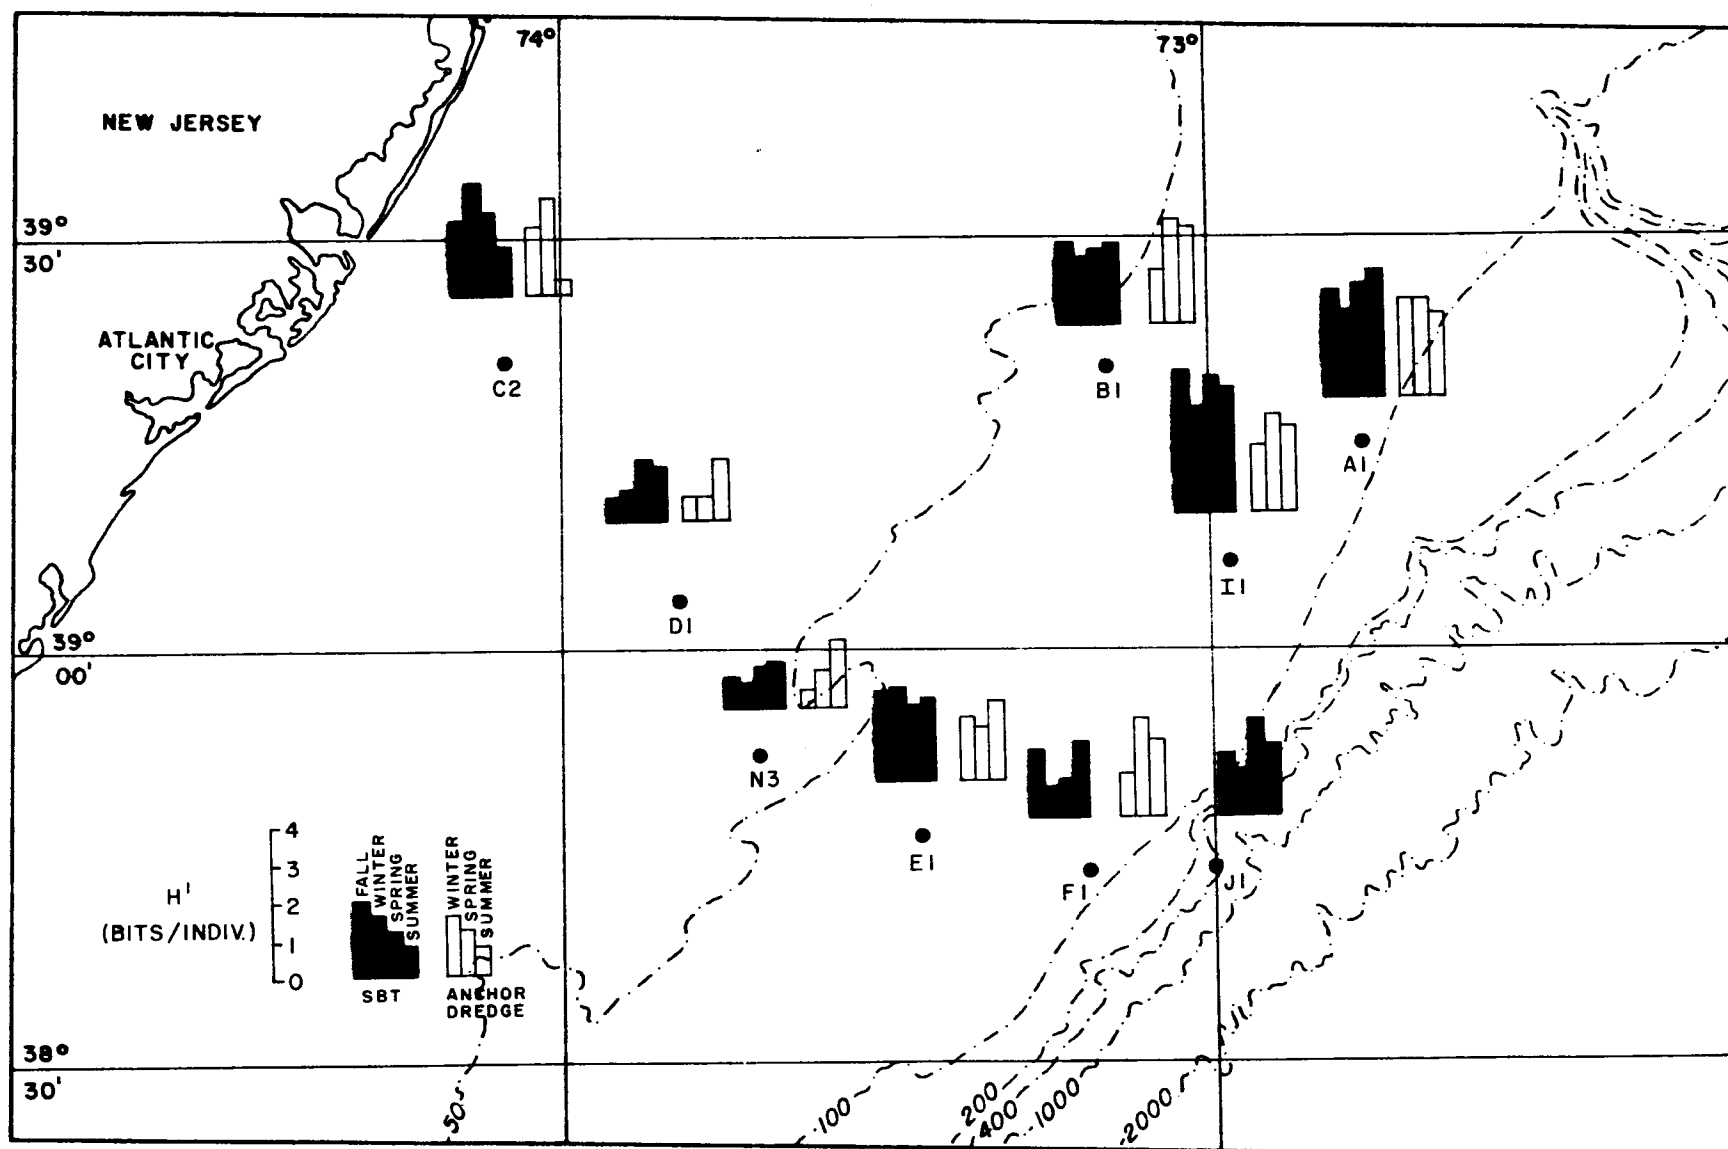 74°
73°
NEW JERSEY
39°
30'
ATLANTIC
CITY
C2
B1
A1
I1
D1
39°
00'
N3
E1
F1
J1
4
3
2
1
0
H'
(BITS/INDIV.)
FALL
WINTER
SPRING
SUMMER
WINTER
SPRING
SUMMER
SBT
ANCHOR
DREDGE
38°
30'
50
100
200
400
1000
2000